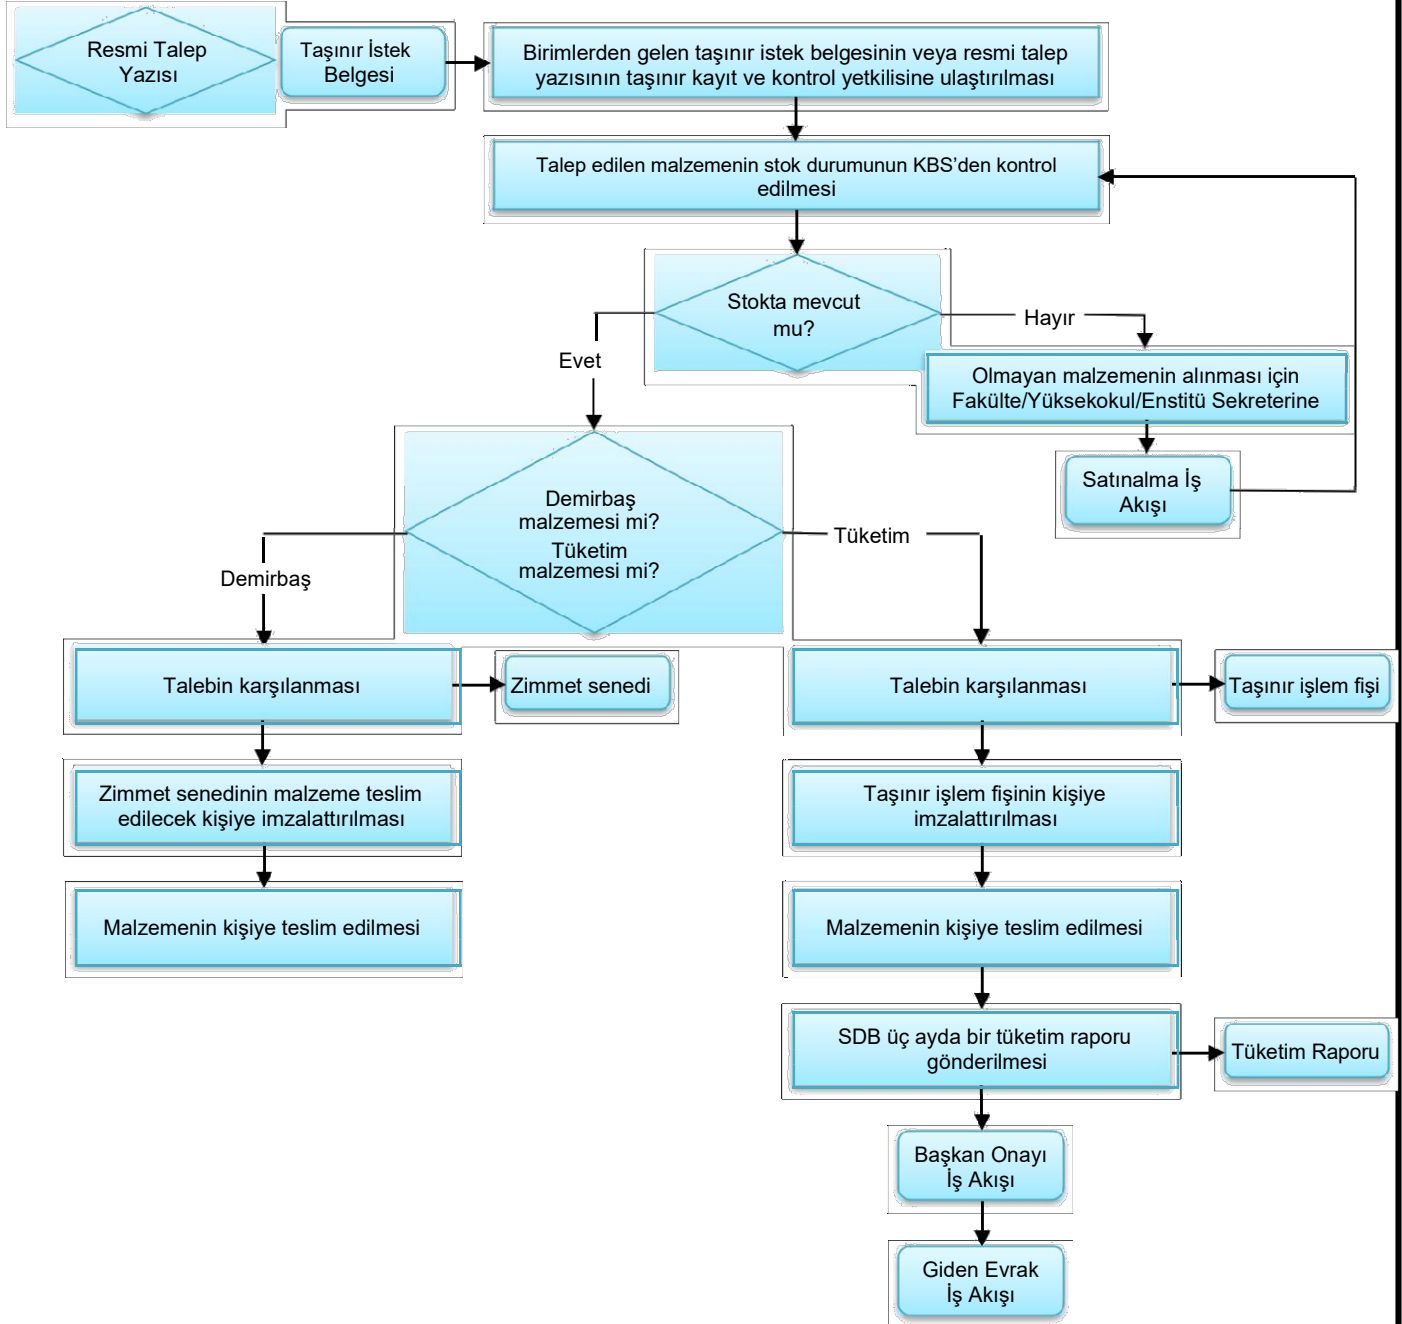 Resmi Talep
Yazısı
Taşınır İstek
Belgesi
Birimlerden gelen taşınır istek belgesinin veya resmi talep
yazısının taşınır kayıt ve kontrol yetkilisine ulaştırılması
Talep edilen malzemenin stok durumunun KBS’den kontrol
edilmesi
Stokta mevcut
mu?
Hayır
Evet
Olmayan malzemenin alınması için
Fakülte/Yüksekokul/Enstitü Sekreterine
Satınalma İş
Akışı
Demirbaş
malzemesi mi?
Tüketim
malzemesi mi?
Tüketim
Demirbaş
Talebin karşılanması
Zimmet senedi
Talebin karşılanması
Taşınır işlem fişi
Zimmet senedinin malzeme teslim
edilecek kişiye imzalattırılması
Taşınır işlem fişinin kişiye
imzalattırılması
Malzemenin kişiye teslim edilmesi
Malzemenin kişiye teslim edilmesi
SDB üç ayda bir tüketim raporu
gönderilmesi
Tüketim Raporu
Başkan Onayı
İş Akışı
Giden Evrak
İş Akışı